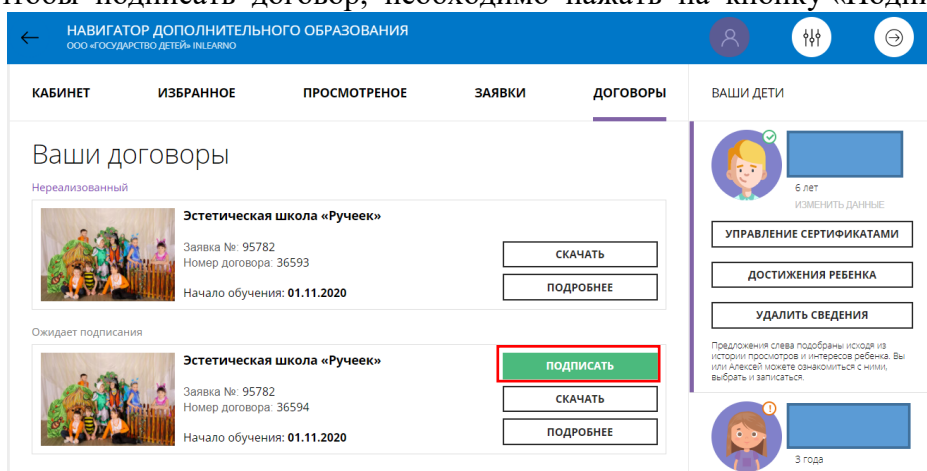 чтобы подписать договор, необходимо нажать на кнопку «Подпи
НАВИГАТОР ДОПОЛНИТЕЛЬНОГО ОБРАЗОВАНИЯ
ООО «ГОСУДАРСТВО ДЕТЕЙ» INLEARNO
КАБИНЕТ ИЗБРАННОЕ ПРОСМОТРЕНОЕ ЗАЯВКИ ДОГОВОРЫ
Ваши договоры
Нереализованный
Эстетическая школа «Ручеек»
Заявка №: 95782
Номер договора: 36593
Начало обучения: 01.11.2020
СКАЧАТЬ
ПОДРОБНЕЕ
Ожидает подписания
Эстетическая школа «Ручеек»
Заявка №: 95782
Номер договора: 36594
Начало обучения: 01.11.2020
ПОДПИСАТЬ
СКАЧАТЬ
ПОДРОБНЕЕ
ВАШИ ДЕТИ
6 лет
ИЗМЕНИТЬ ДАННЫЕ
УПРАВЛЕНИЕ СЕРТИФИКАТАМИ
ДОСТИЖЕНИЯ РЕБЕНКА
УДАЛИТЬ СВЕДЕНИЯ
Предложения слева подобраны исходя из
истории просмотров и интересов ребенка. Вы
или Алексей можете ознакомиться с ними,
выбрать и записаться.
3 года